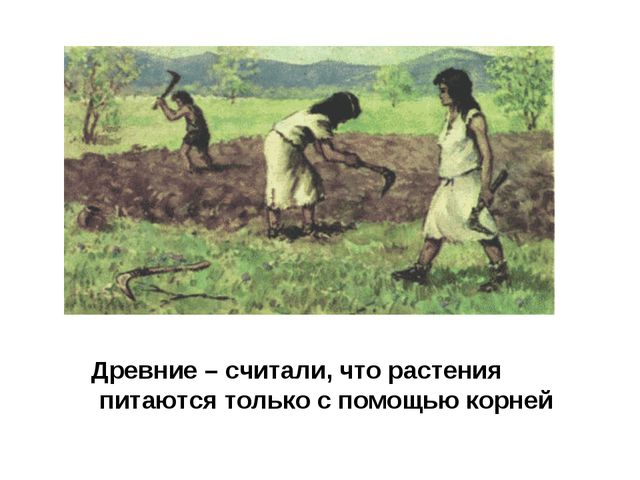 Древние – считали, что растения
питаются только с помощью корней